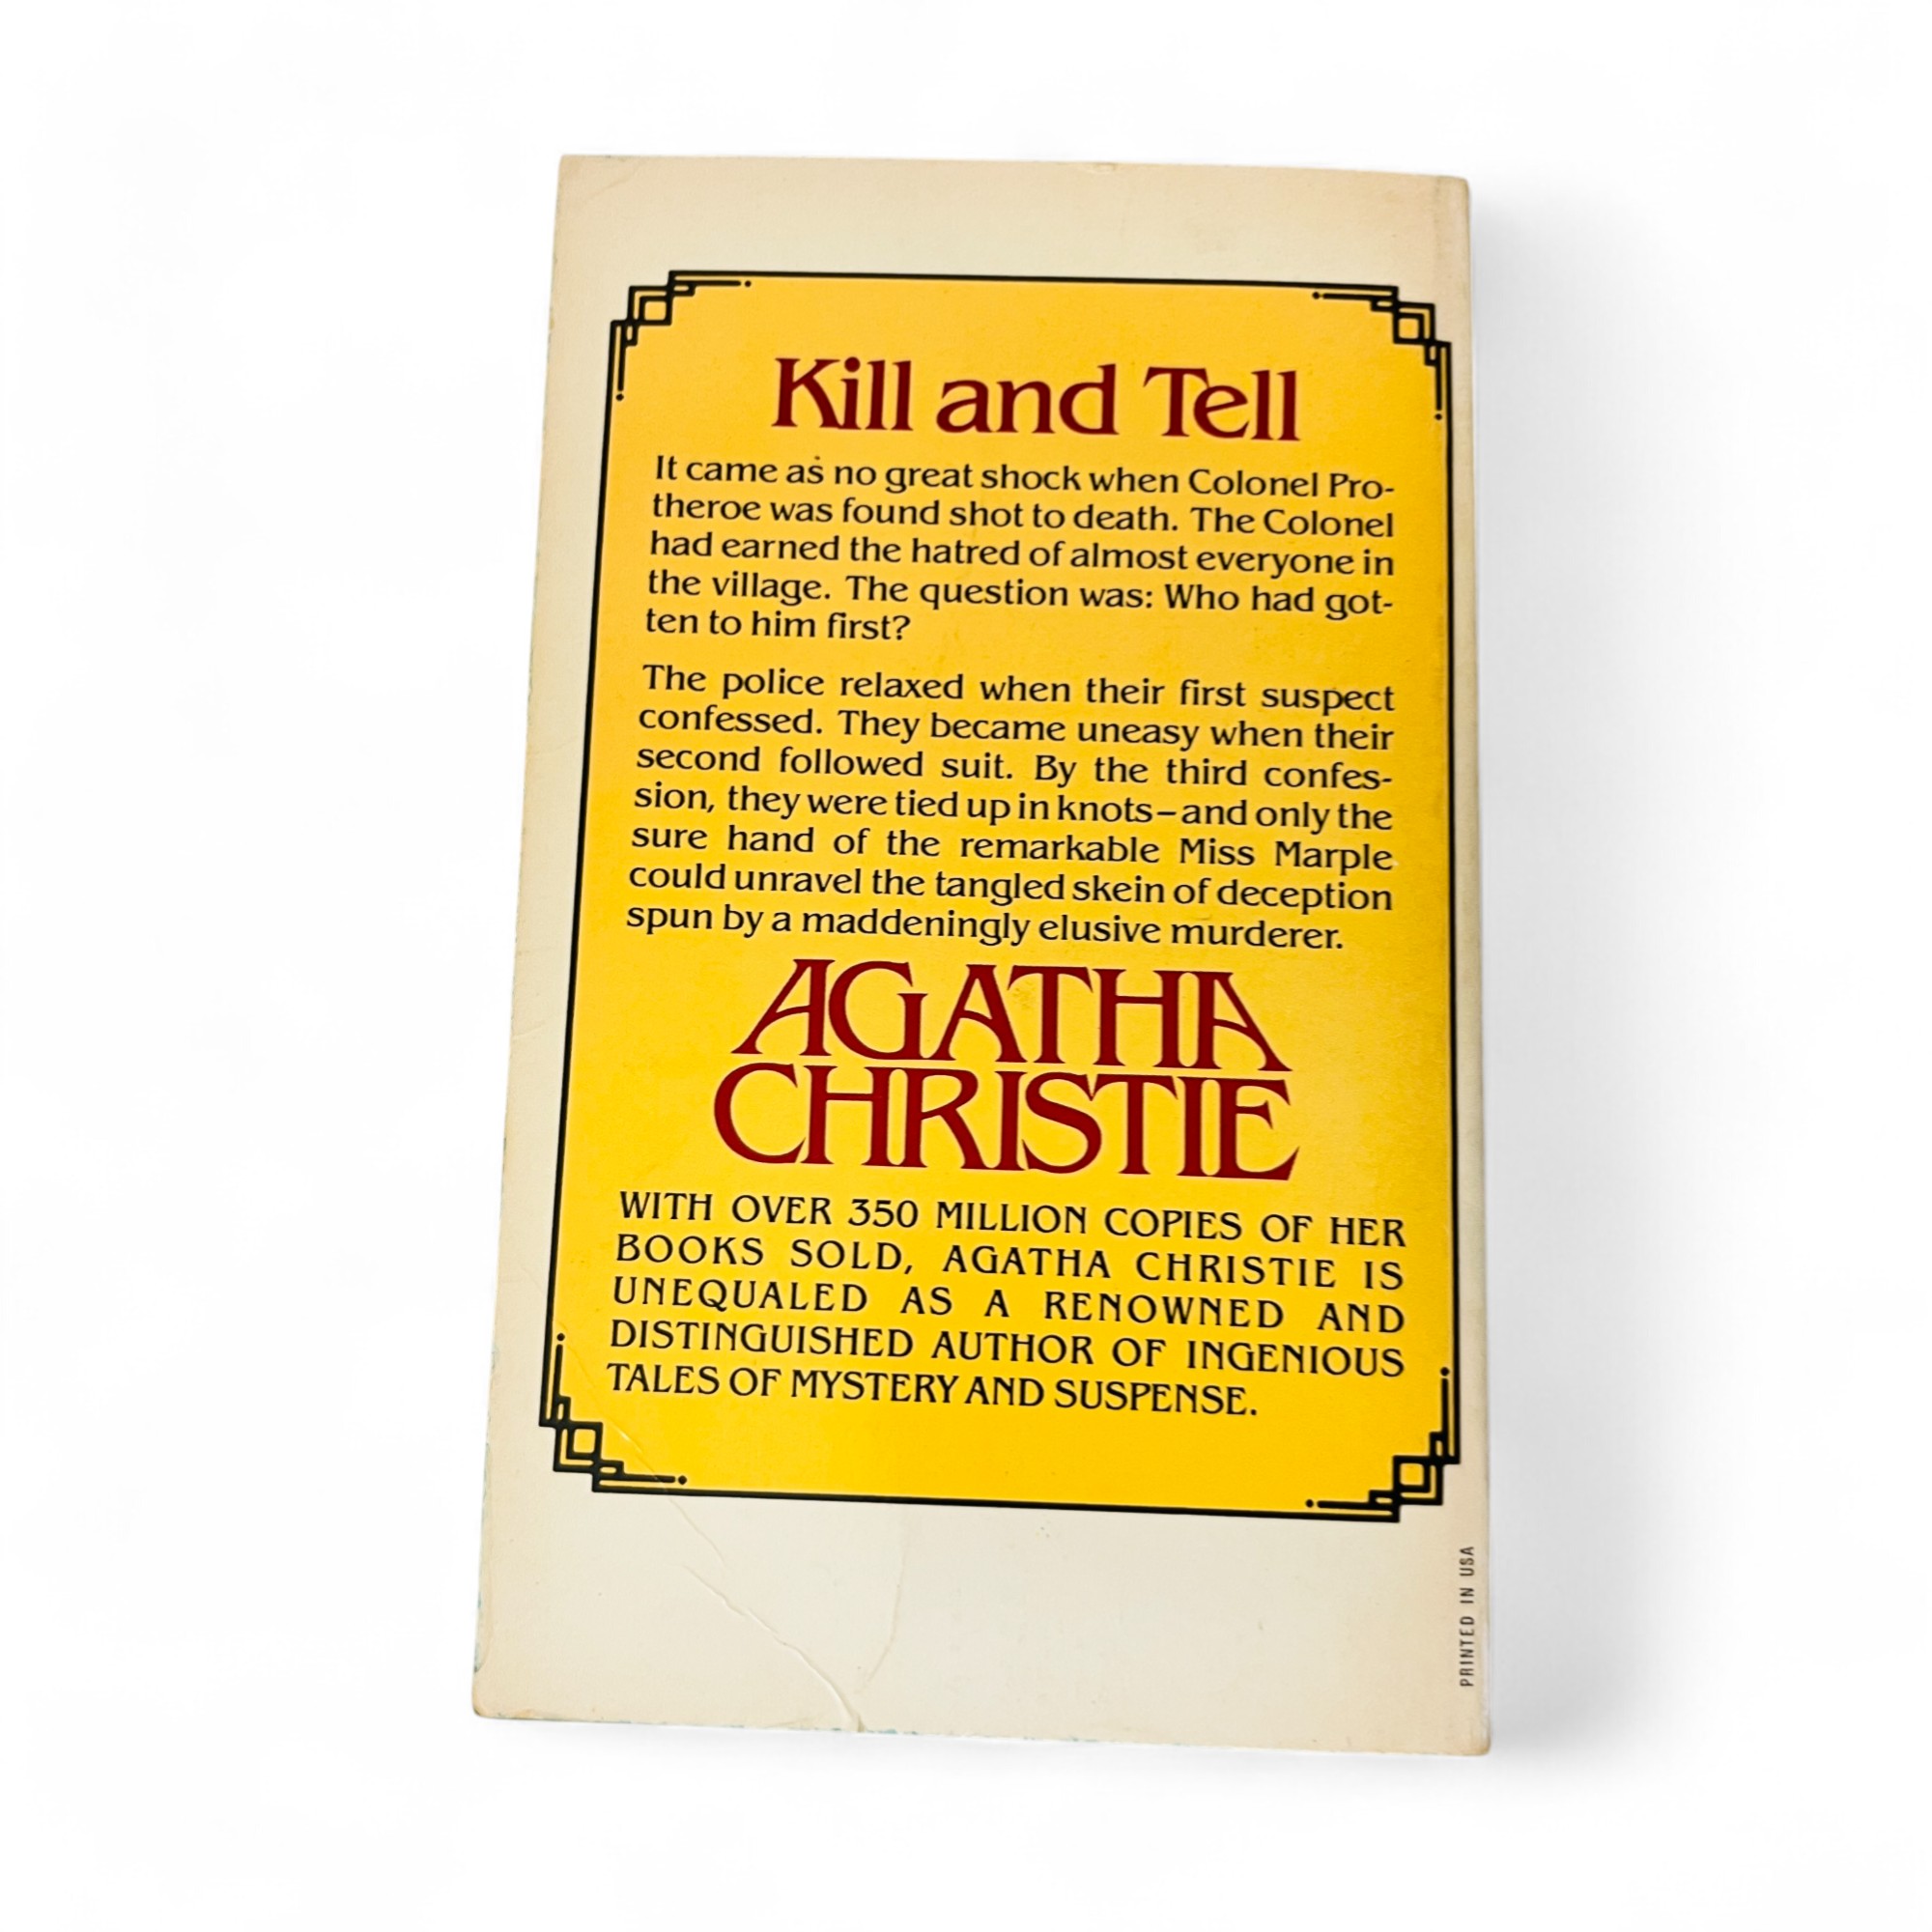 Kill and Tell
It came as no great shock when Colonel Pro-
theroe was found shot to death. The Colonel
had earned the hatred of almost everyone in
the village. The question was: Who had got-
ten to him first?
The police relaxed when their first suspect
confessed. They became uneasy when their
second followed suit. By the third confes-
sion, they were tied up in knots–and only the
sure hand of the remarkable Miss Marple
could unravel the tangled skein of deception
spun by a maddeningly elusive murderer.
AGATHA
CHRISTIE
WITH OVER 350 MILLION COPIES OF HER
BOOKS SOLD, AGATHA CHRISTIE IS
UNEQUALED AS A RENOWNED AND
DISTINGUISHED AUTHOR OF INGENIOUS
TALES OF MYSTERY AND SUSPENSE.
PRINTED IN USA